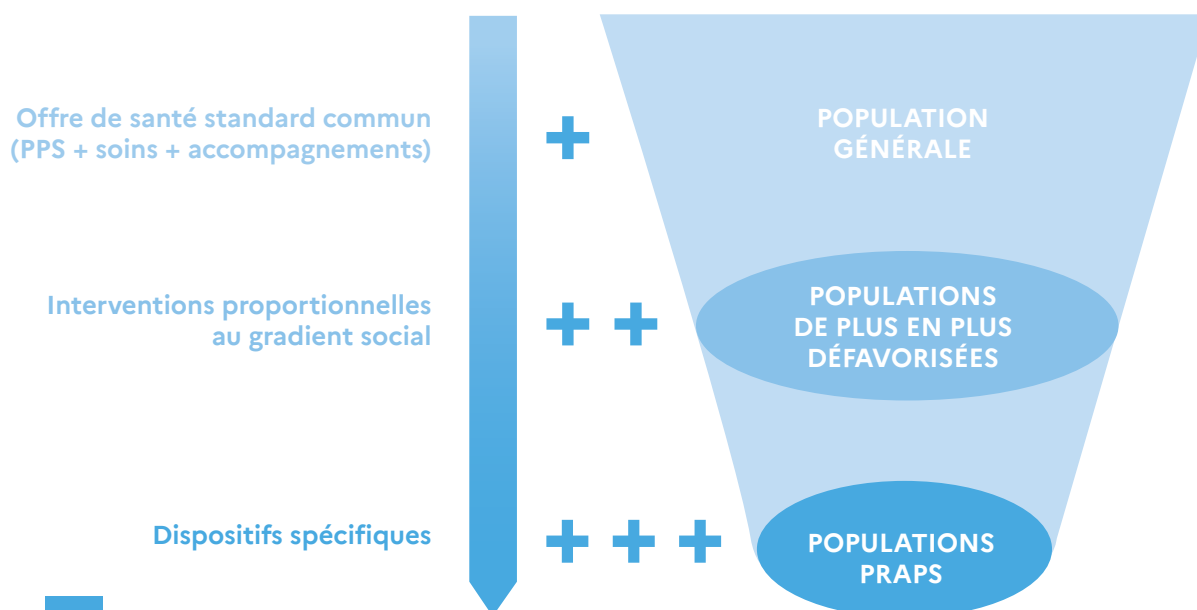 Offre de santé standard commun
(PPS + soins + accompagnements)
+
POPULATION
GÉNÉRALE
Interventions proportionnelles
au gradient social
+ +
POPULATIONS
DE PLUS EN PLUS
DÉFAVORISÉES
Dispositifs spécifiques
+ + +
POPULATIONS
PRAPS